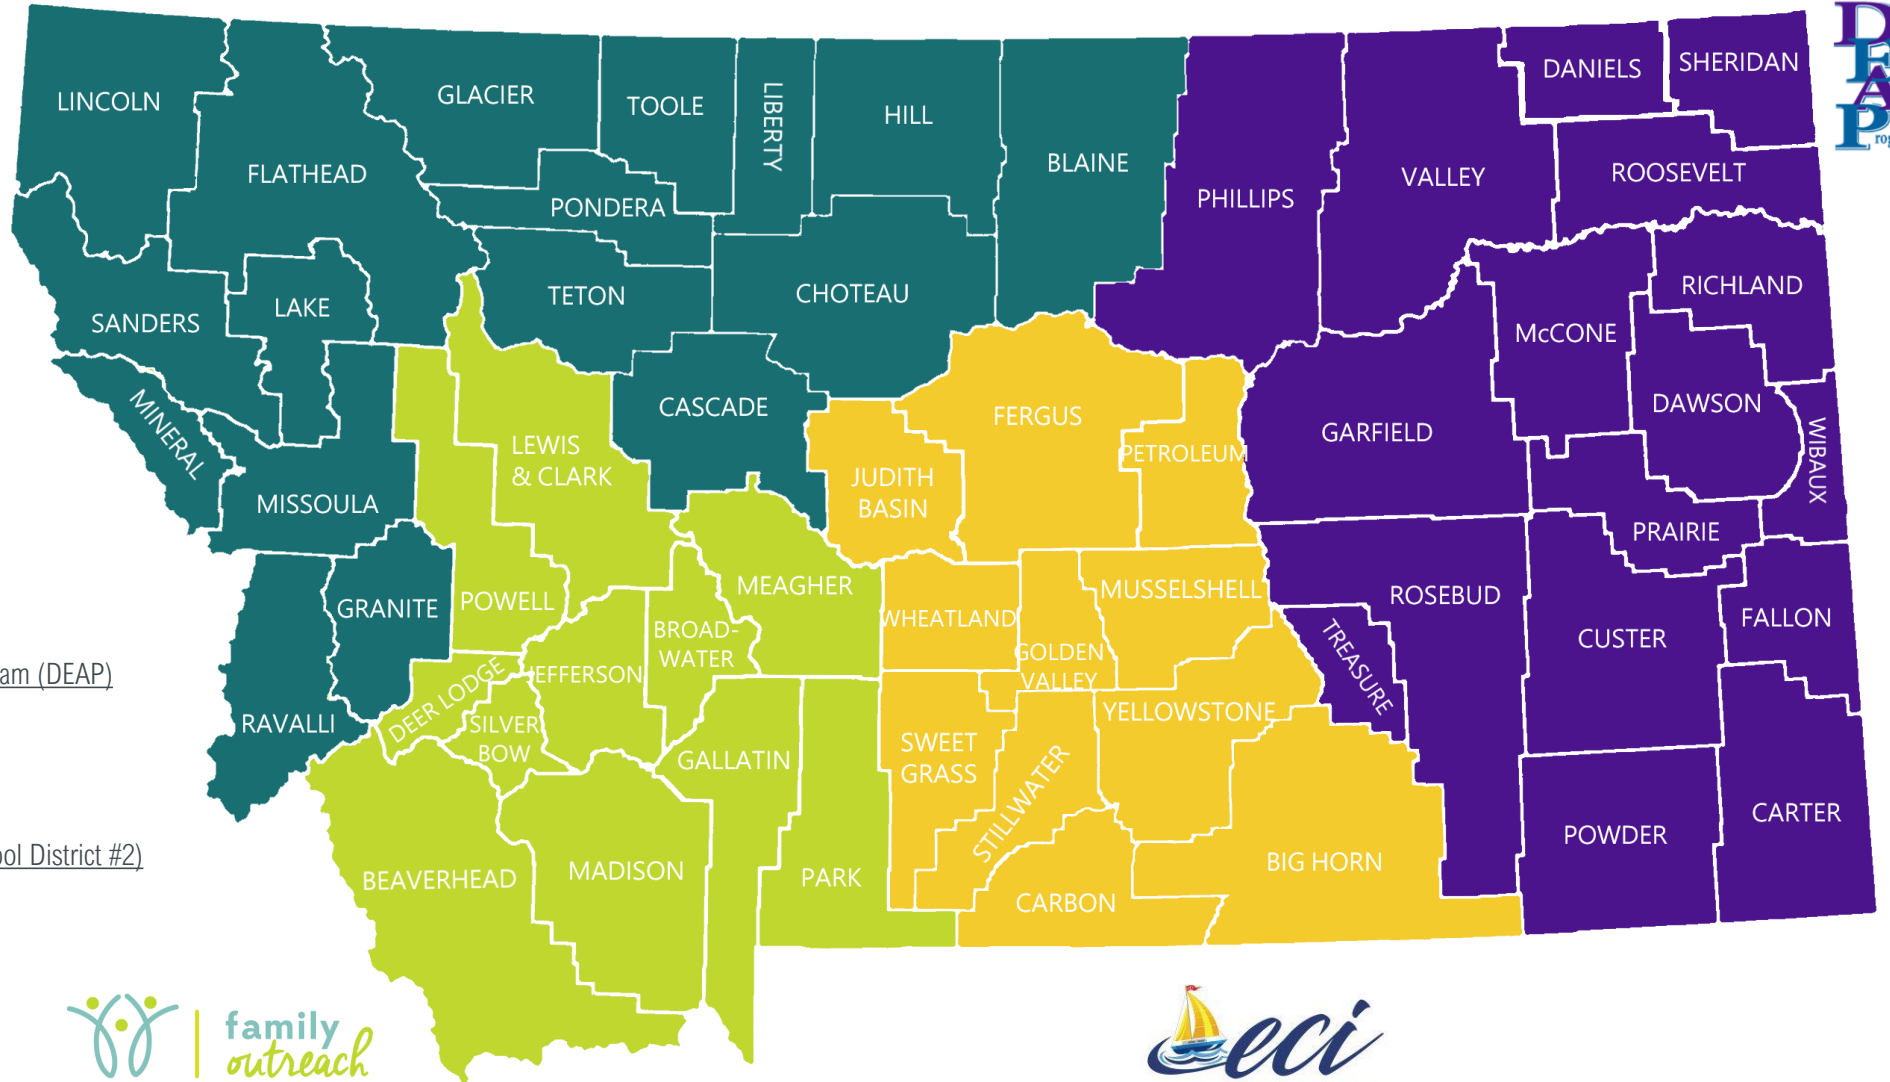 LINCOLN
FLATHEAD
GLACIER
TOOLE
LIBERTY
HILL
BLAINE
PHILLIPS
VALLEY
DANIELS
SHERIDAN
ROOSEVELT
PONDERA
TETON
CHOTEAU
SANDERS
LAKE
RICHLAND
McCONE
DAWSON
WIBAUX
GARFIELD
PRAIRIE
MINERAL
MISSOULA
LEWIS
& CLARK
CASCADE
FERGUS
PETROLEUM
JUDITH
BASIN
GRANITE
POWELL
MEAGHER
BROAD-
WATER
WHEATLAND
MUSSELSHELL
GOLDEN
VALLEY
ROSEBUD
TREASURE
CUSTER
FALLON
RAVALLI
DEER LODGE
JEFFERSON
SILVER
BOW
GALLATIN
SWEET
GRASS
STILLWATER
YELLOWSTONE
BEAVERHEAD
MADISON
PARK
CARBON
BIG HORN
POWDER
CARTER
am (DEAP)
ool District #2)
family
outreach
eci
DEAP
rog